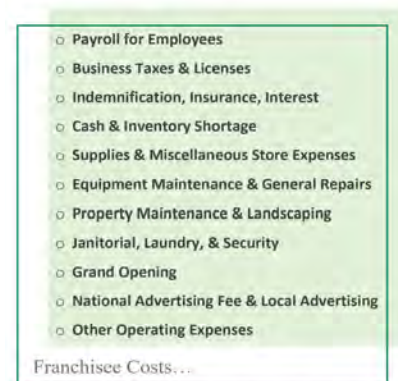 o Payroll for Employees
o Business Taxes & Licenses
o Indemnification, Insurance, Interest
o Cash & Inventory Shortage
o Supplies & Miscellaneous Store Expenses
o Equipment Maintenance & General Repairs
o Property Maintenance & Landscaping
o Janitorial, Laundry, & Security
o Grand Opening
o National Advertising Fee & Local Advertising
o Other Operating Expenses
Franchisee Costs…